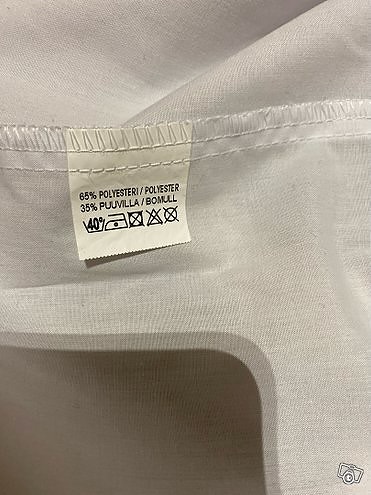 65% POLYESTERI / POLYESTER
35% PUUVILLA / BOMULL
40°